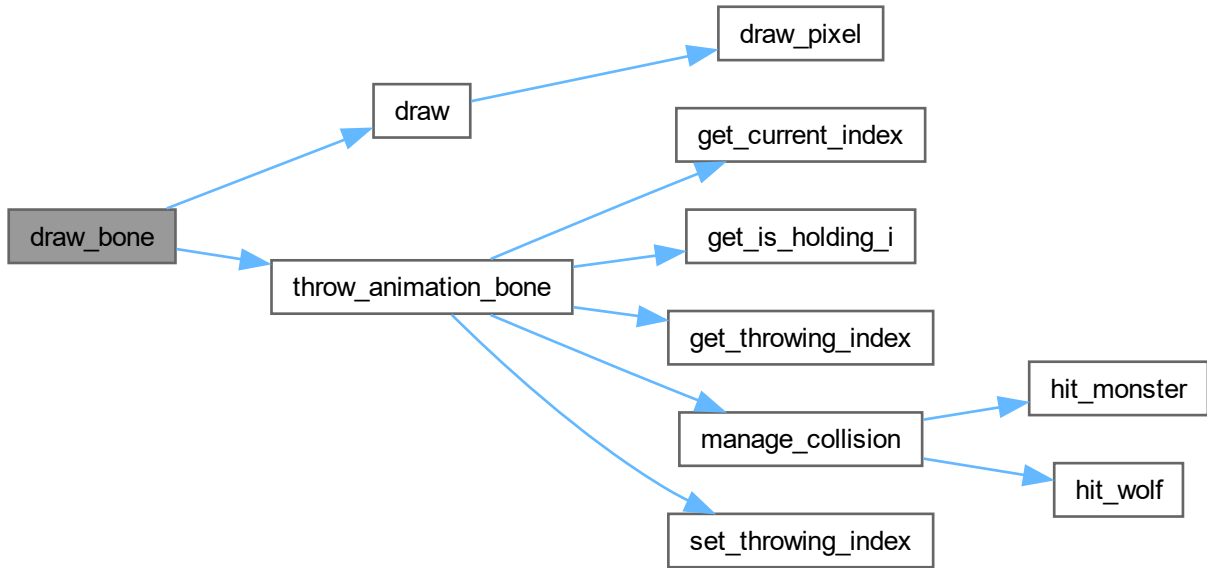 draw_pixel
draw
get_current_index
draw_bone
get_is_holding_i
throw_animation_bone
get_throwing_index
hit_monster
manage_collision
hit_wolf
set_throwing_index